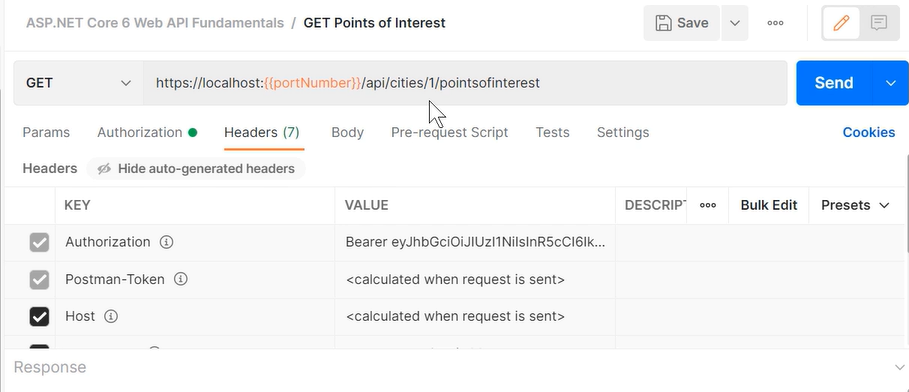 ASP.NET Core 6 Web API Fundamentals / GET Points of Interest
Save
GET
https://localhost:{{portNumber}}/api/cities/1/pointsofinterest
Send
Params Authorization Headers (7) Body Pre-request Script Tests Settings Cookies
Headers Hide auto-generated headers
KEY VALUE DESCRIPT ooo Bulk Edit Presets
Authorization Bearer eyJhbGciOiJIUzI1NiIsInR5cCI6Ik...
Postman-Token <calculated when request is sent>
Host <calculated when request is sent>
Response